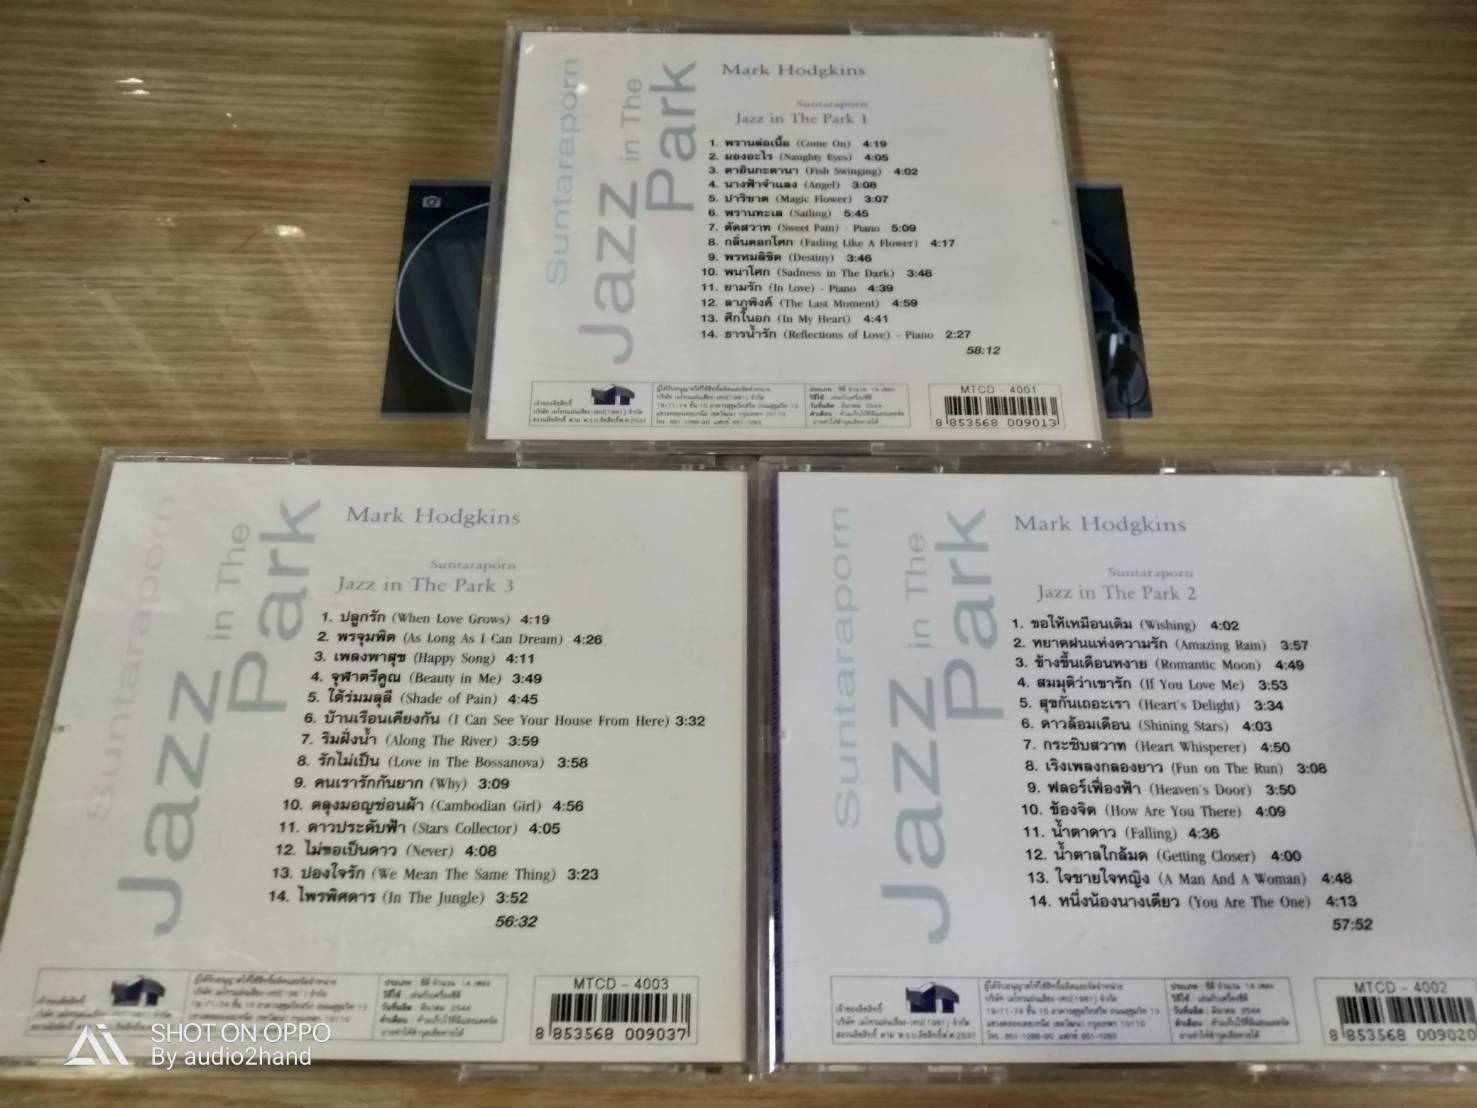 Suntaraporn
Jazz in The Park
Mark Hodgkins
Suntaraporn
Jazz in The Park 1
1. พรานล่อเนื้อ (Come On) 4:19
2. มองอะไร (Naughty Eyes) 4:05
3. ตาอินกะตานา (Fish Swinging) 4:02
4. นางฟ้าจำแลง (Angel) 3:08
5. ปาริชาต (Magic Flower) 3:07
6. พรานทะเล (Sailing) 5:45
7. ตัดสวาท (Sweet Pain) - Piano 5:09
8. กลิ่นดอกโศก (Fading Like A Flower) 4:17
9. พรหมลิขิต (Destiny) 3:46
10. พนาโศก (Sadness in The Dark) 3:48
11. ยามรัก (In Love) - Piano 4:39
12. ลาภูพิงค์ (The Last Moment) 4:59
13. ศึกในอก (In My Heart) 4:41
14. ธารน้ำรัก (Reflections of Love) - Piano 2:27
58:12
MTCD - 4001
8 853568 009013
Suntaraporn
Jazz in The Park
Mark Hodgkins
Suntaraporn
Jazz in The Park 3
1. ปลูกรัก (When Love Grows) 4:19
2. พรจุมพิต (As Long As I Can Dream) 4:26
3. เพลงพาสุข (Happy Song) 4:11
4. จุฬาตรีคูณ (Beauty in Me) 3:49
5. ใต้ร่มมลุลี (Shade of Pain) 4:45
6. บ้านเรือนเคียงกัน (I Can See Your House From Here) 3:32
7. ริมฝั่งน้ำ (Along The River) 3:59
8. รักไม่เป็น (Love in The Bossanova) 3:58
9. คนเรารักกันยาก (Why) 3:09
10. ตลุงมอญซ่อนผ้า (Cambodian Girl) 4:56
11. ดาวประดับฟ้า (Stars Collector) 4:05
12. ไม่ขอเป็นดาว (Never) 4:08
13. ปองใจรัก (We Mean The Same Thing) 3:23
14. ไพรพิศดาร (In The Jungle) 3:52
56:32
MTCD - 4003
8 853568 009037
Suntaraporn
Jazz in The Park
Mark Hodgkins
Suntaraporn
Jazz in The Park 2
1. ขอให้เหมือนเดิม (Wishing) 4:02
2. หยาดฝนแห่งความรัก (Amazing Rain) 3:57
3. ข้างขึ้นเดือนหงาย (Romantic Moon) 4:49
4. สมมุติว่าเขารัก (If You Love Me) 3:53
5. สุขกันเถอะเรา (Heart's Delight) 3:34
6. ดาวล้อมเดือน (Shining Stars) 4:03
7. กระซิบสวาท (Heart Whisperer) 4:50
8. เริงเพลงกลองยาว (Fun on The Run) 3:08
9. ฟลอร์เฟื่องฟ้า (Heaven's Door) 3:50
10. ข้องจิต (How Are You There) 4:09
11. น้ำตาดาว (Falling) 4:36
12. น้ำตาลใกล้มด (Getting Closer) 4:00
13. ใจชายใจหญิง (A Man And A Woman) 4:48
14. หนึ่งน้องนางเดียว (You Are The One) 4:13
57:52
MTCD - 4002
8 853568 009020
SHOT ON OPPO
By audio2hand